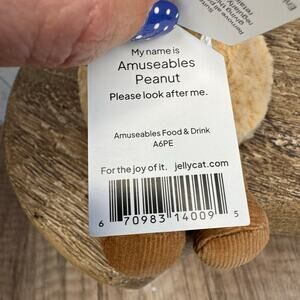 My name is
Amuseables
Peanut
Please look after me.
Amuseables Food & Drink
A6PE
For the joy of it. jellycat.com
6 70983 14009 5